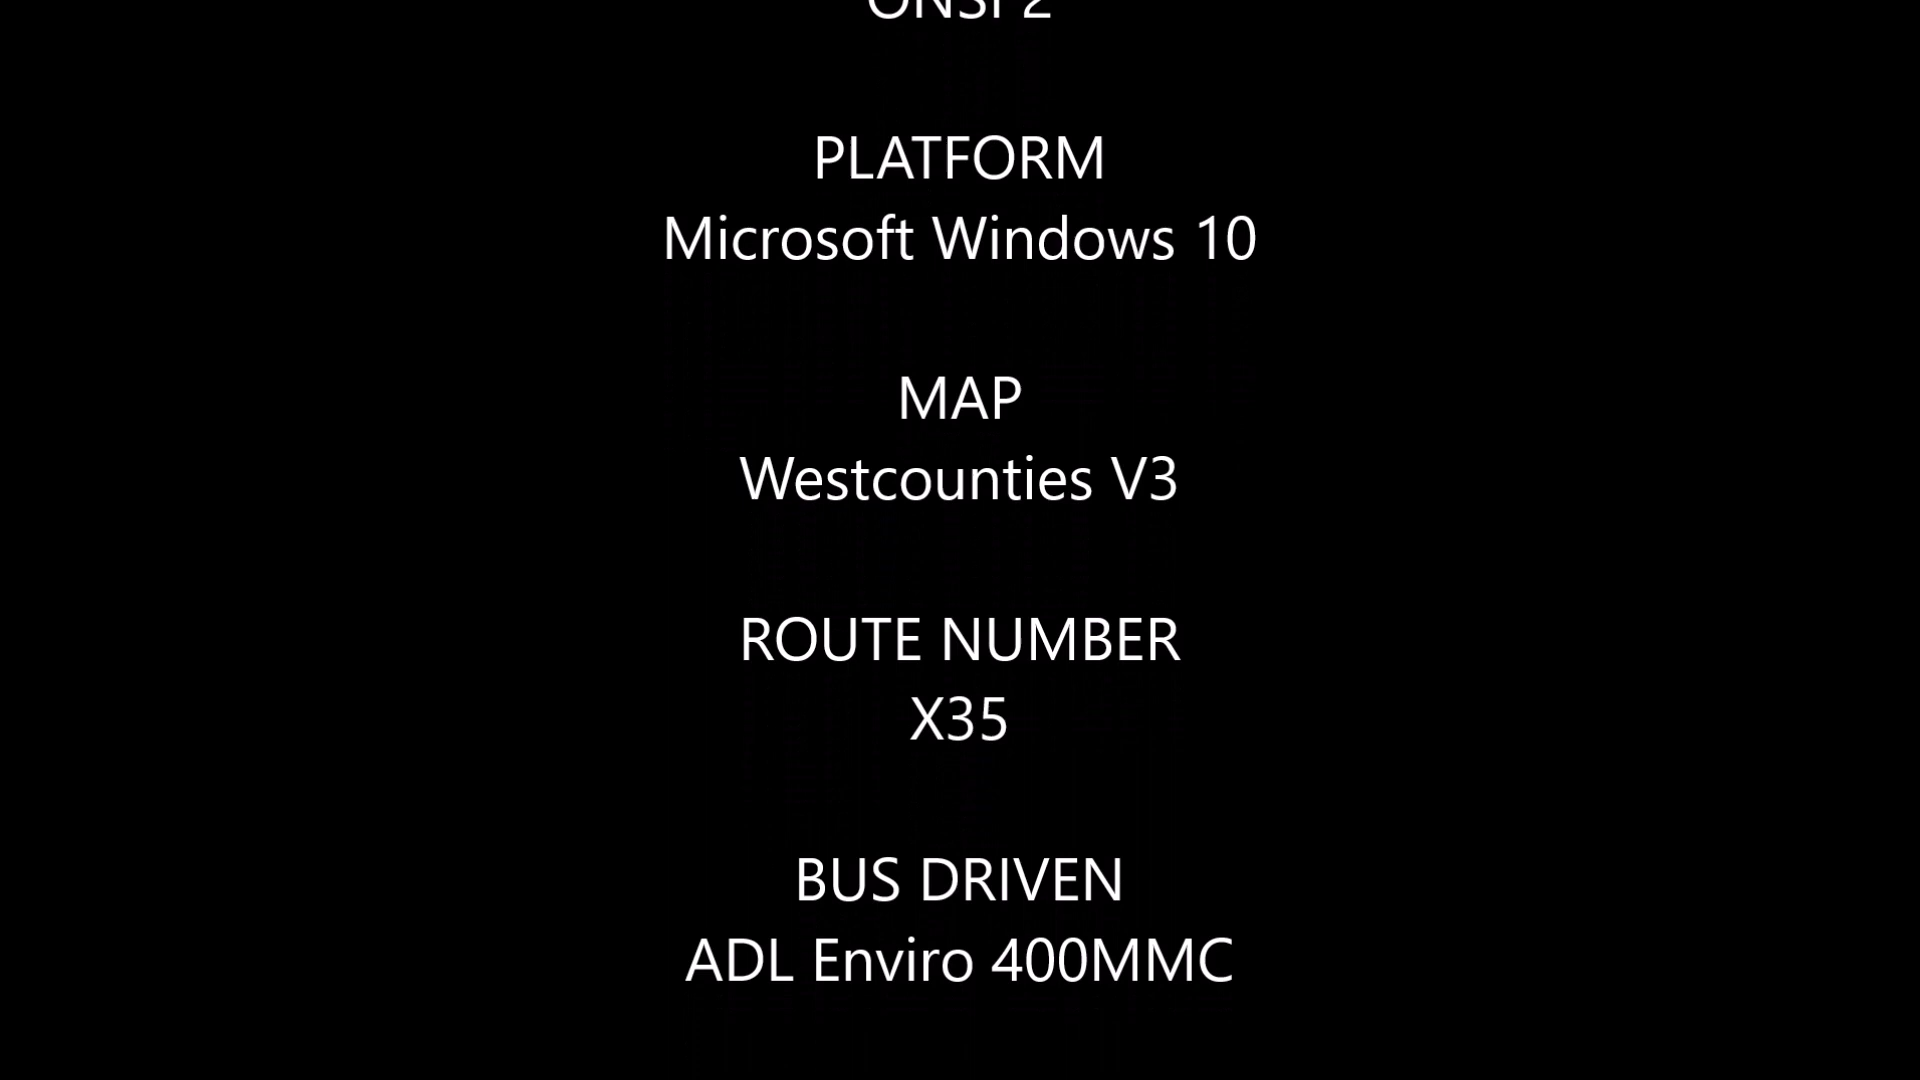 PLATFORM
Microsoft Windows 10
MAP
Westcounties V3
ROUTE NUMBER
X35
BUS DRIVEN
ADL Enviro 400MMC